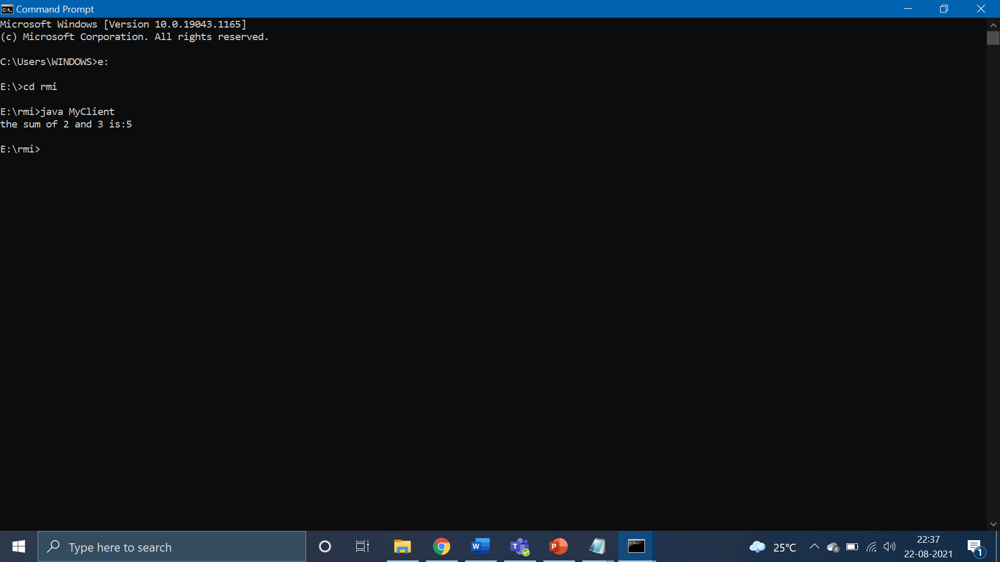 Command Prompt
Microsoft Windows [Version 10.0.19043.1165]
(c) Microsoft Corporation. All rights reserved.
C:\Users\WINDOWS>e:
E:\>cd rmi
E:\rmi>java MyClient
the sum of 2 and 3 is:5
E:\rmi>
Type here to search
25°C
22:37
22-08-2021
1